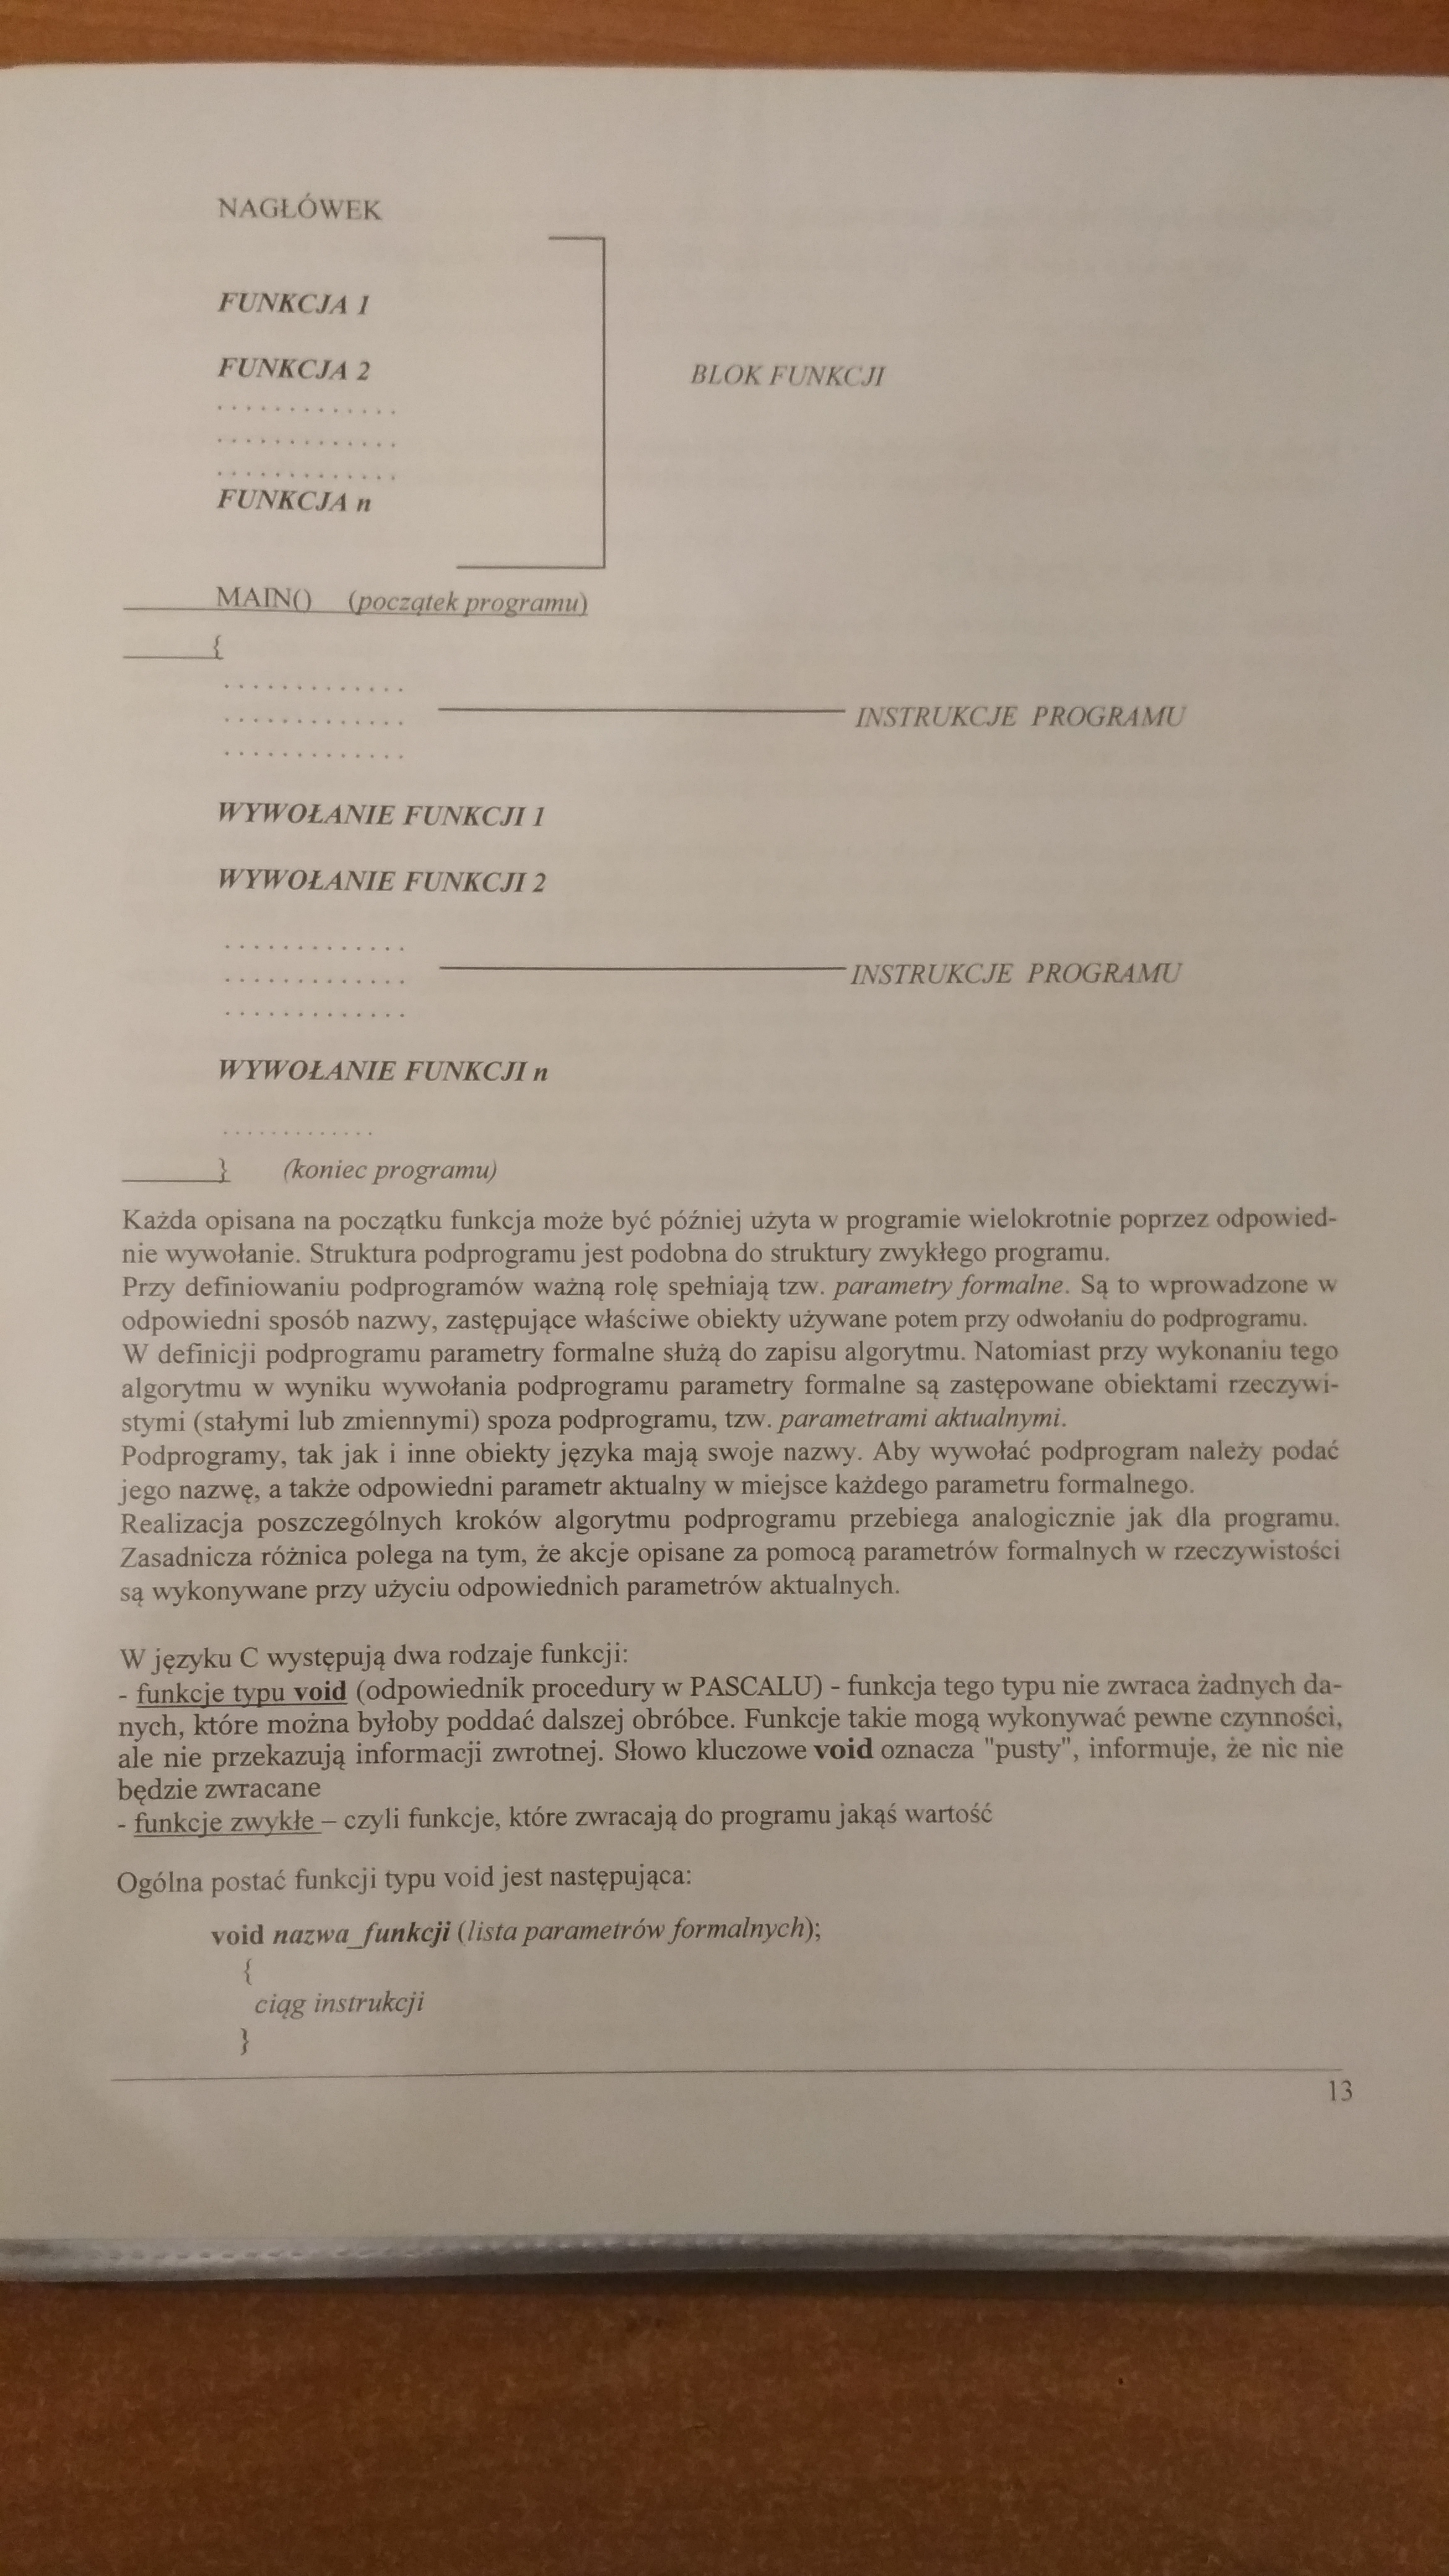 NAGŁÓWEK
FUNKCJA 1
FUNKCJA 2
BLOK FUNKCJI
. . . . . . . . . . . . .
. . . . . . . . . . . . .
. . . . . . . . . . . . .
FUNKCJA n
MAIN() (początek programu)
{
. . . . . . . . . . . . .
. . . . . . . . . . . . . INSTRUKCJE PROGRAMU
. . . . . . . . . . . . .
WYWOŁANIE FUNKCJI 1
WYWOŁANIE FUNKCJI 2
. . . . . . . . . . . . .
. . . . . . . . . . . . . INSTRUKCJE PROGRAMU
. . . . . . . . . . . . .
WYWOŁANIE FUNKCJI n
. . . . . . . . . . . . .
} (koniec programu)
Każda opisana na początku funkcja może być później użyta w programie wielokrotnie poprzez odpowied-
nie wywołanie. Struktura podprogramu jest podobna do struktury zwykłego programu.
Przy definiowaniu podprogramów ważną rolę spełniają tzw. parametry formalne. Są to wprowadzone w
odpowiedni sposób nazwy, zastępujące właściwe obiekty używane potem przy odwołaniu do podprogramu.
W definicji podprogramu parametry formalne służą do zapisu algorytmu. Natomiast przy wykonaniu tego
algorytmu w wyniku wywołania podprogramu parametry formalne są zastępowane obiektami rzeczywi-
stymi (stałymi lub zmiennymi) spoza podprogramu, tzw. parametrami aktualnymi.
Podprogramy, tak jak i inne obiekty języka mają swoje nazwy. Aby wywołać podprogram należy podać
jego nazwę, a także odpowiedni parametr aktualny w miejsce każdego parametru formalnego.
Realizacja poszczególnych kroków algorytmu podprogramu przebiega analogicznie jak dla programu.
Zasadnicza różnica polega na tym, że akcje opisane za pomocą parametrów formalnych w rzeczywistości
są wykonywane przy użyciu odpowiednich parametrów aktualnych.
W języku C występują dwa rodzaje funkcji:
- funkcje typu void (odpowiednik procedury w PASCALU) - funkcja tego typu nie zwraca żadnych da-
nych, które można byłoby poddać dalszej obróbce. Funkcje takie mogą wykonywać pewne czynności,
ale nie przekazują informacji zwrotnej. Słowo kluczowe void oznacza "pusty", informuje, że nic nie
będzie zwracane
- funkcje zwykłe – czyli funkcje, które zwracają do programu jakąś wartość
Ogólna postać funkcji typu void jest następująca:
void nazwa_funkcji (lista parametrów formalnych);
{
ciąg instrukcji
}
13